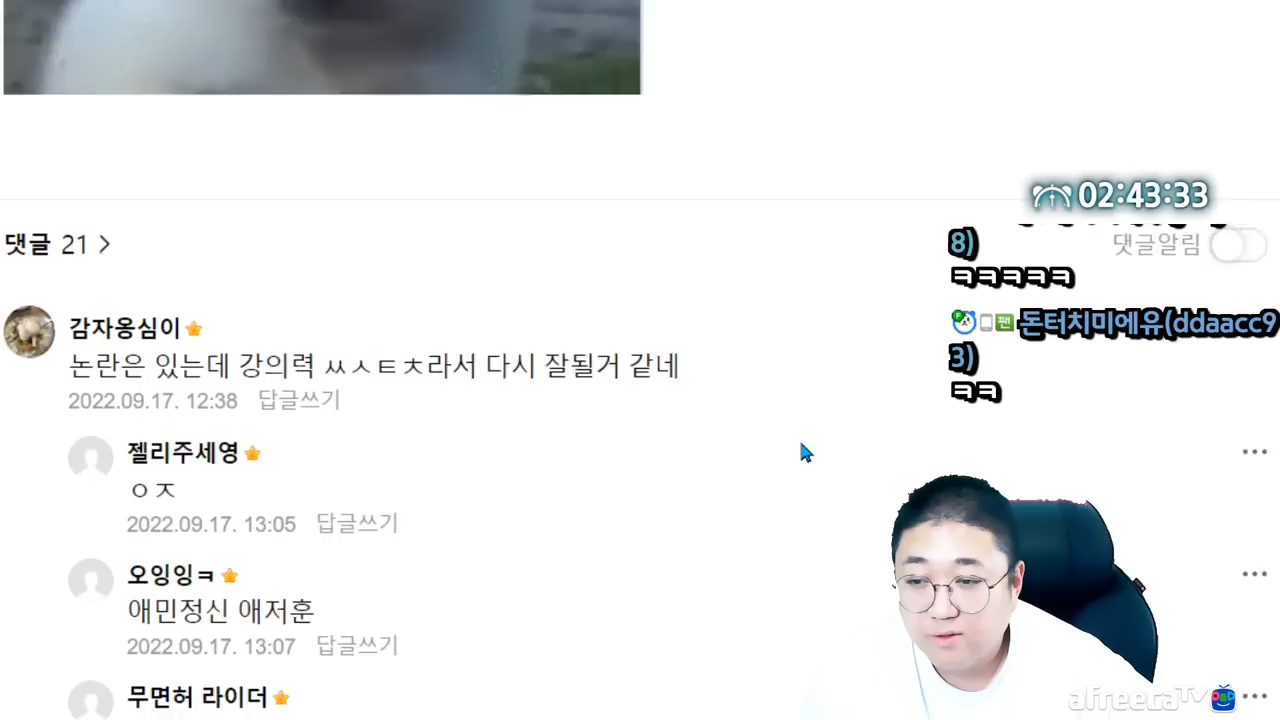 02:43:33
댓글 21
댓글알림
8)
ㅋㅋㅋㅋㅋ
돈터치미에유(ddaacc9
3)
ㅋㅋ
감자옹심이
논란은 있는데 강의력 ㅆㅅㅌㅊ라서 다시 잘될거 같네
2022.09.17. 12:38 답글쓰기
젤리주세영
ㅇㅈ
2022.09.17. 13:05 답글쓰기
오잉잉ㅋ
애민정신 애저훈
2022.09.17. 13:07 답글쓰기
무면허 라이더
afreecaTV